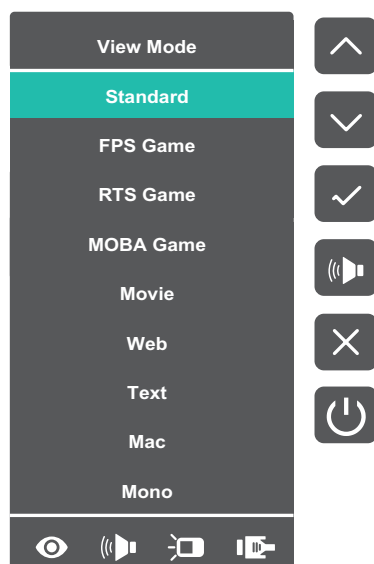 View Mode
Standard
FPS Game
RTS Game
MOBA Game
Movie
Web
Text
Mac
Mono